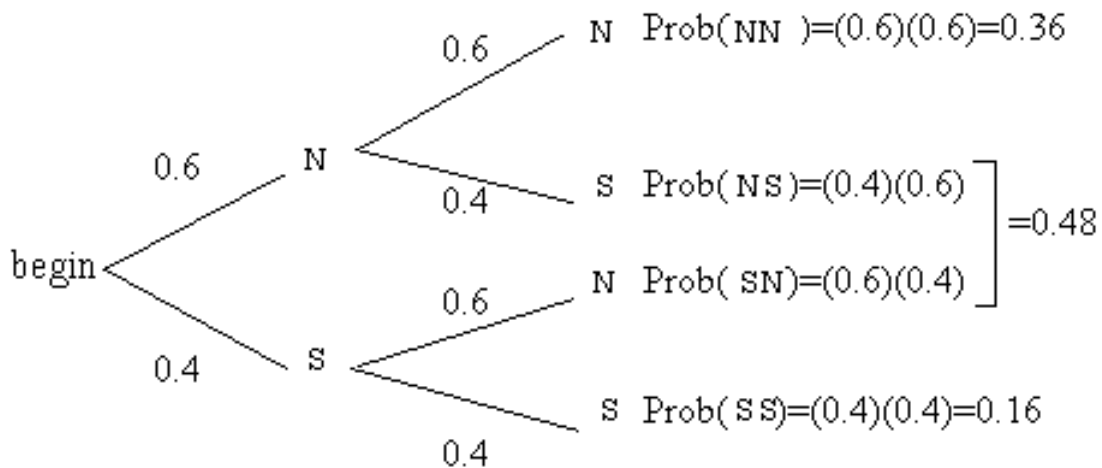 0.6 N Prob(NN )=(0.6)(0.6)=0.36
0.6 N
0.4 S Prob(NS)=(0.4)(0.6)
=0.48
begin
0.6 N Prob( SN)=(0.6)(0.4)
0.4 S
0.4 S Prob(SS)=(0.4)(0.4)=0.16